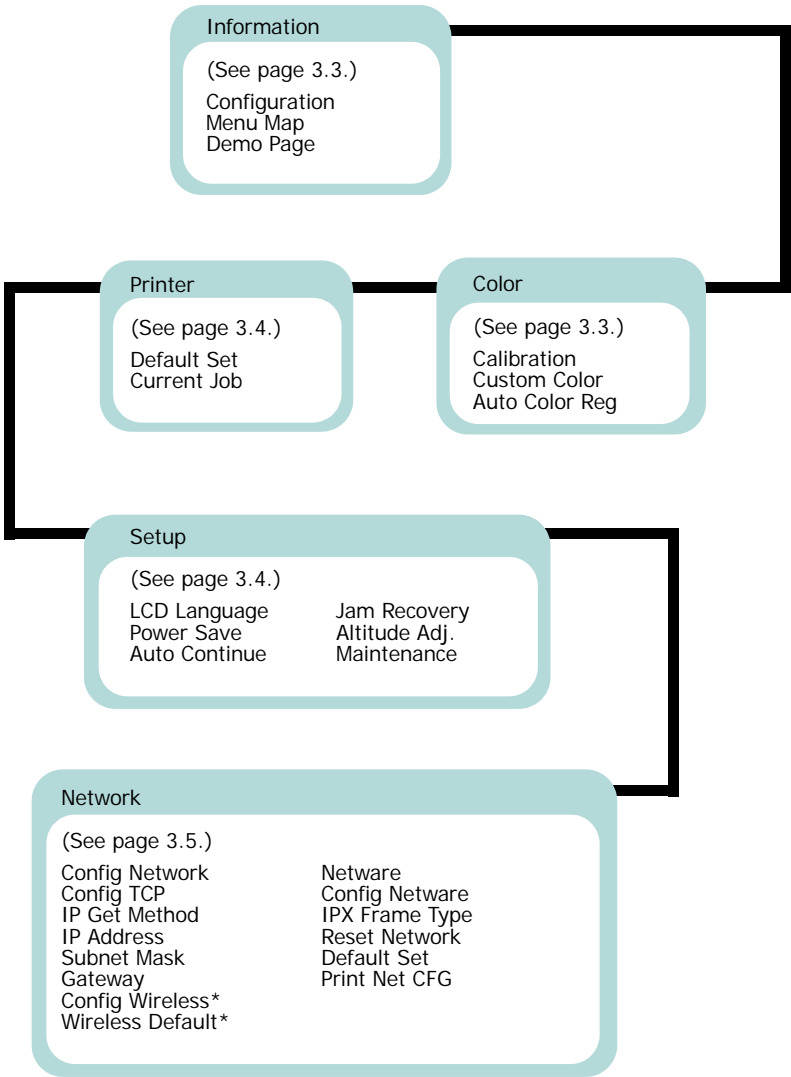 Information
(See page 3.3.)
Configuration
Menu Map
Demo Page
Printer
(See page 3.4.)
Default Set
Current Job
Color
(See page 3.3.)
Calibration
Custom Color
Auto Color Reg
Setup
(See page 3.4.)
LCD Language
Power Save
Auto Continue
Jam Recovery
Altitude Adj.
Maintenance
Network
(See page 3.5.)
Config Network
Config TCP
IP Get Method
IP Address
Subnet Mask
Gateway
Config Wireless*
Wireless Default*
Netware
Config Netware
IPX Frame Type
Reset Network
Default Set
Print Net CFG